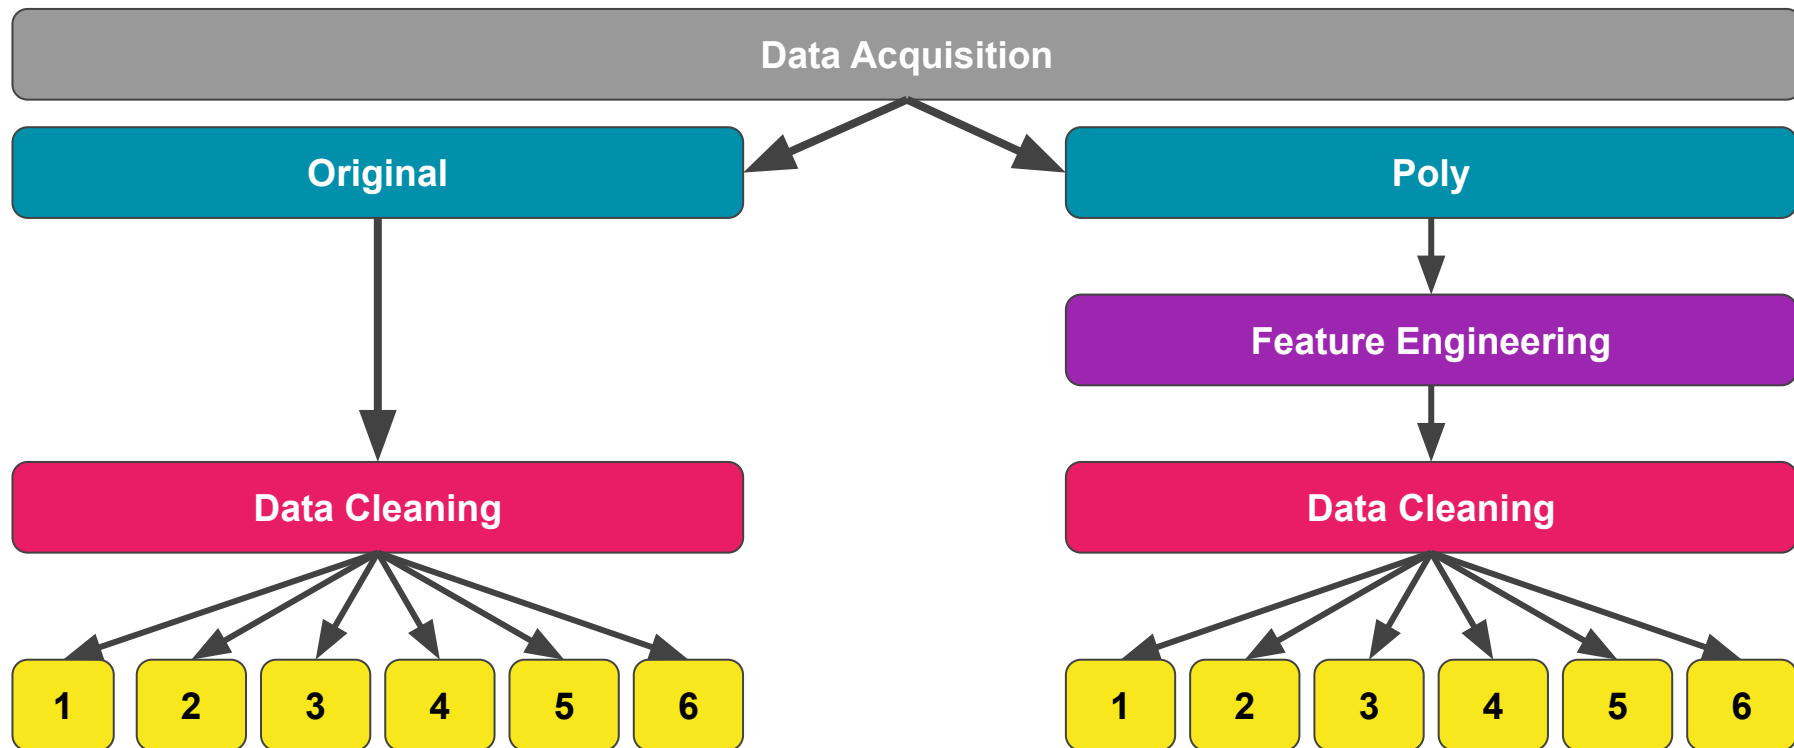 Data Acquisition
Original
Poly
Feature Engineering
Data Cleaning
Data Cleaning
1 2 3 4 5 6
1 2 3 4 5 6